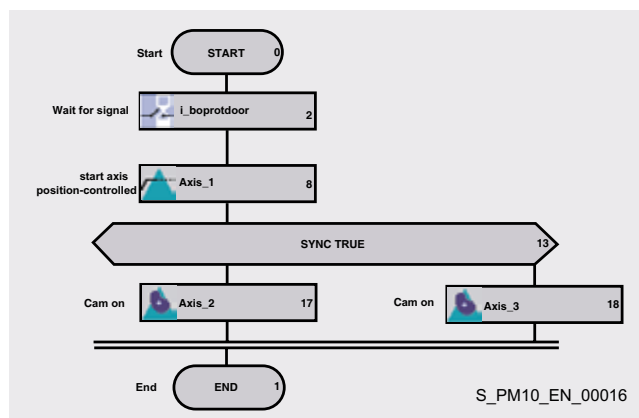 Start START 0
Wait for signal i_boprotdoor 2
start axis
position-controlled Axis_1 8
SYNC TRUE 13
Cam on Axis_2 17 Cam on Axis_3 18
End END 1
S_PM10_EN_00016